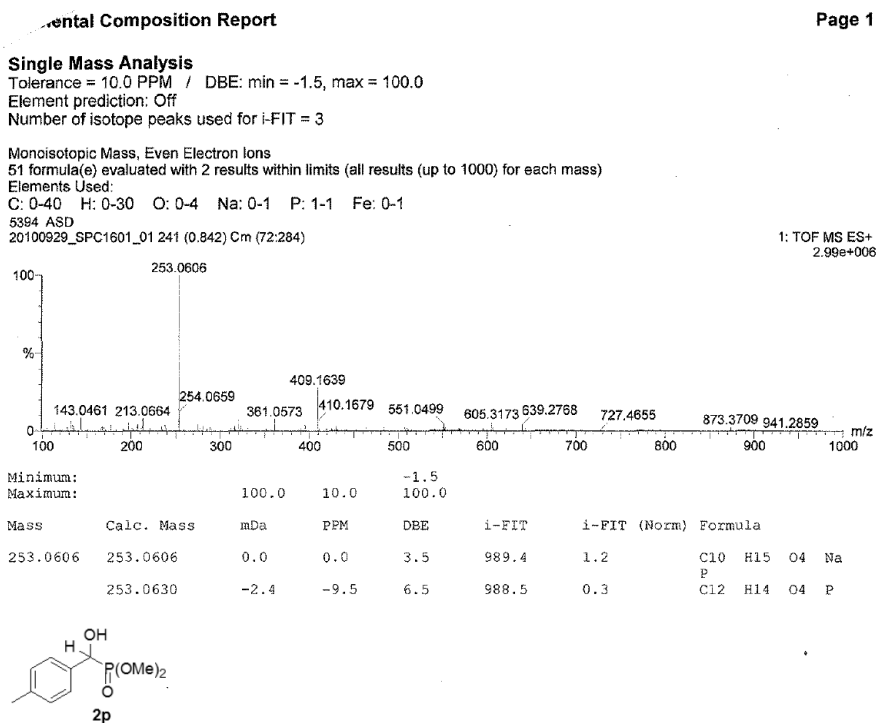 ental Composition Report
Page 1
Single Mass Analysis
Tolerance = 10.0 PPM / DBE: min = -1.5, max = 100.0
Element prediction: Off
Number of isotope peaks used for i-FIT = 3
Monoisotopic Mass, Even Electron Ions
51 formula(e) evaluated with 2 results within limits (all results (up to 1000) for each mass)
Elements Used:
C: 0-40 H: 0-30 O: 0-4 Na: 0-1 P: 1-1 Fe: 0-1
5394 ASD
20100929_SPC1601_01 241 (0.842) Cm (72:284)
1: TOF MS ES+
2.99e+006
100
253.0606
%
409.1639
254.0659
143.0461 213.0664 361.0573 410.1679 551.0499 605.3173 639.2768 727.4655 873.3709 941.2859
0
100 200 300 400 500 600 700 800 900 1000 m/z
Minimum: -1.5
Maximum: 100.0 10.0 100.0
Mass Calc. Mass mDa PPM DBE i-FIT i-FIT (Norm) Formula
253.0606 253.0606 0.0 0.0 3.5 989.4 1.2 C10 H15 O4 Na
P
253.0630 -2.4 -9.5 6.5 988.5 0.3 C12 H14 O4 P
OH
H
P(OMe)2
O
2p